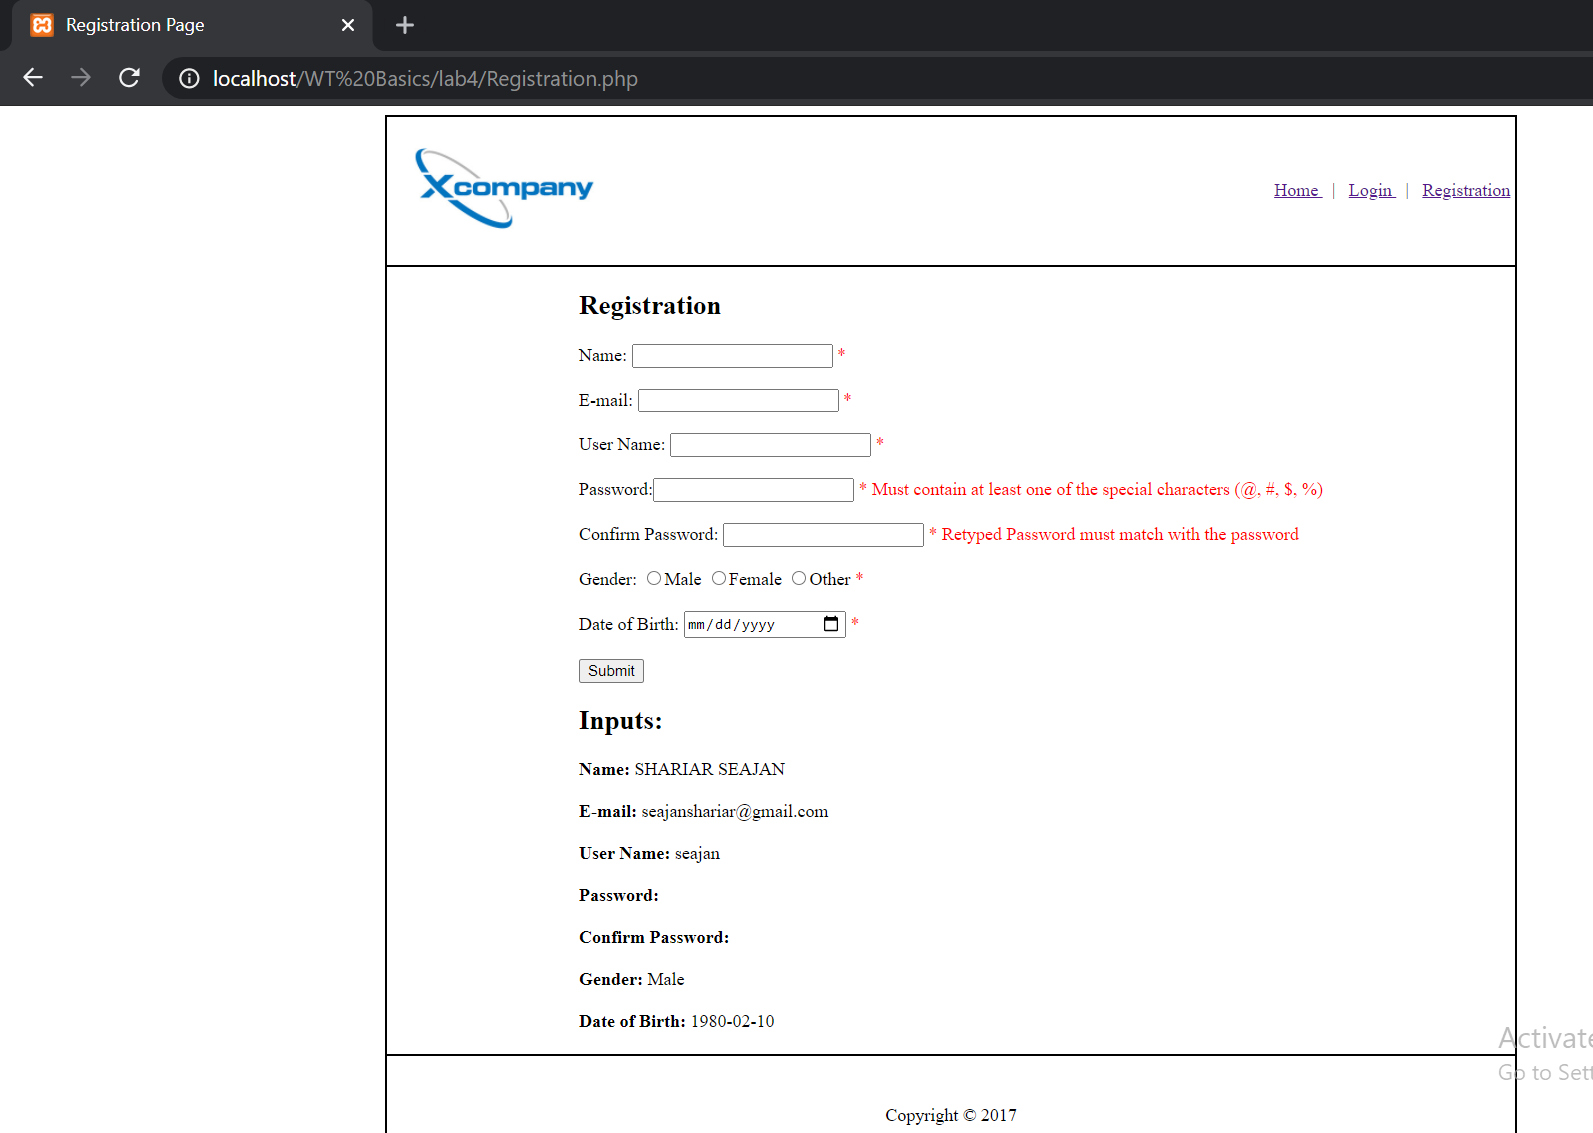 Registration Page
localhost/WT%20Basics/lab4/Registration.php
Xcompany
Home | Login | Registration
Registration
Name: *
E-mail: *
User Name: *
Password: * Must contain at least one of the special characters (@, #, $, %)
Confirm Password: * Retyped Password must match with the password
Gender: Male Female Other *
Date of Birth: mm/dd/yyyy *
Submit
Inputs:
Name: SHARIAR SEAJAN
E-mail: seajanshariar@gmail.com
User Name: seajan
Password:
Confirm Password:
Gender: Male
Date of Birth: 1980-02-10
Activate
Go to Sett
Copyright © 2017